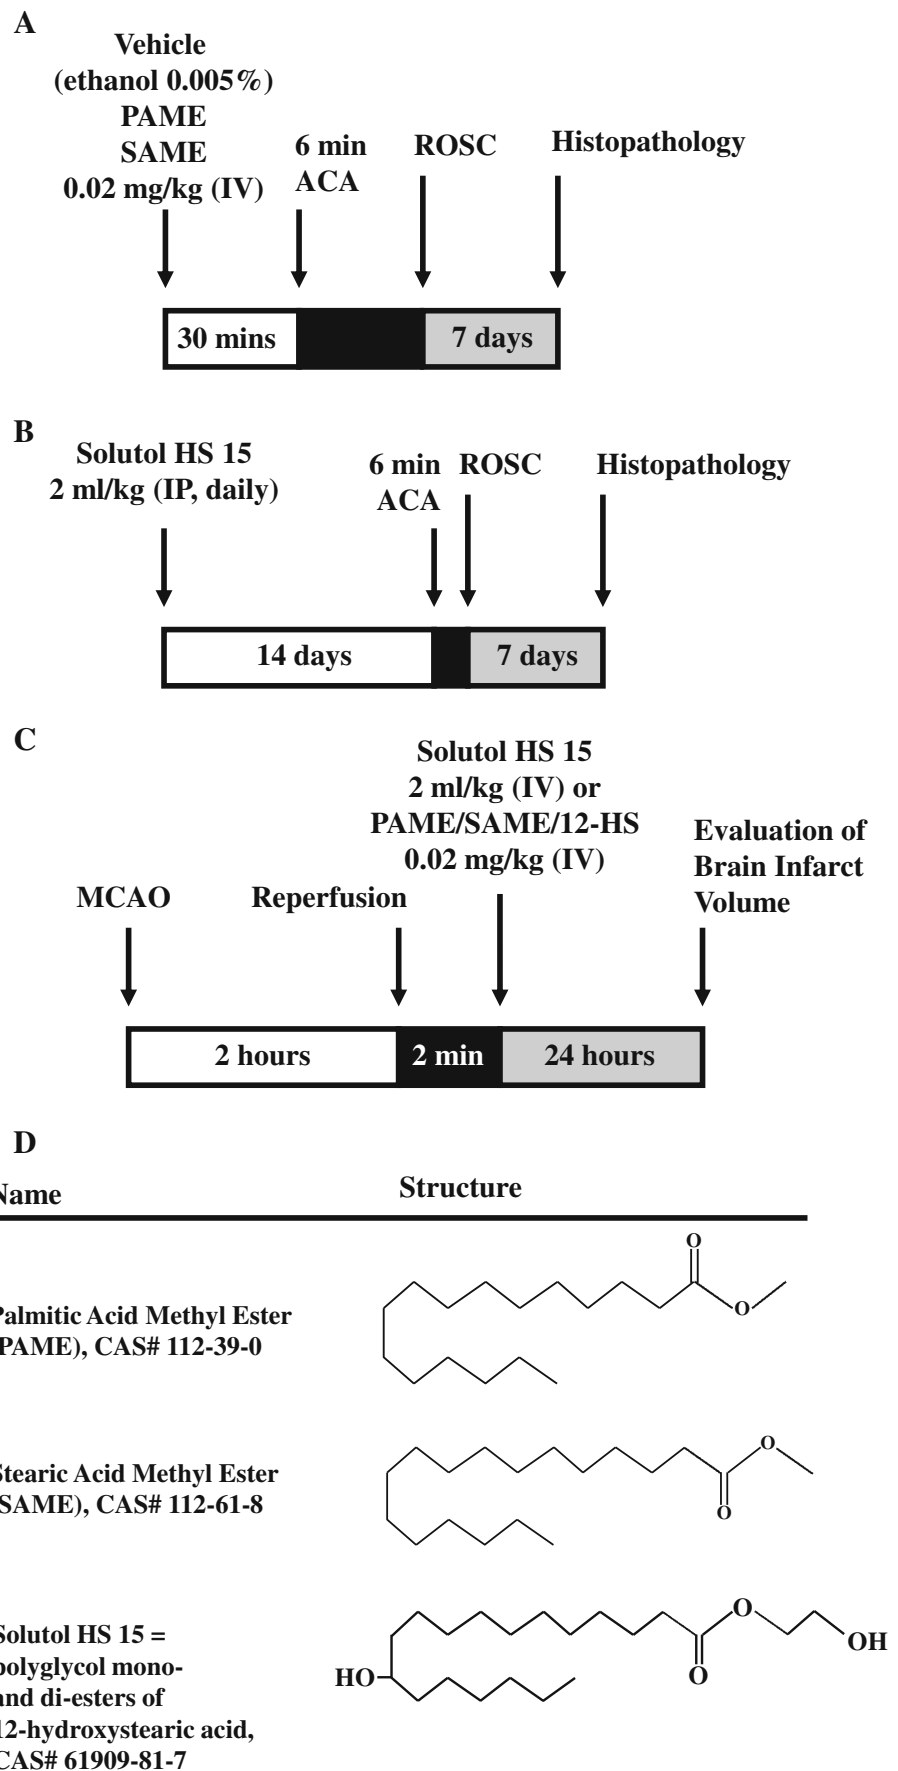 A
Vehicle
(ethanol 0.005%)
PAME
SAME
0.02 mg/kg (IV)
6 min
ACA
ROSC
Histopathology
30 mins
7 days
B
Solutol HS 15
2 ml/kg (IP, daily)
6 min
ACA
ROSC
Histopathology
14 days
7 days
C
Solutol HS 15
2 ml/kg (IV) or
PAME/SAME/12-HS
0.02 mg/kg (IV)
Evaluation of
Brain Infarct
Volume
MCAO
Reperfusion
2 hours
2 min
24 hours
D
Name
Structure
O
O
Palmitic Acid Methyl Ester
PAME), CAS# 112-39-0
O
O
Stearic Acid Methyl Ester
SAME), CAS# 112-61-8
O
OH
HO
O
Solutol HS 15 =
polyglycol mono-
and di-esters of
12-hydroxystearic acid,
CAS# 61909-81-7